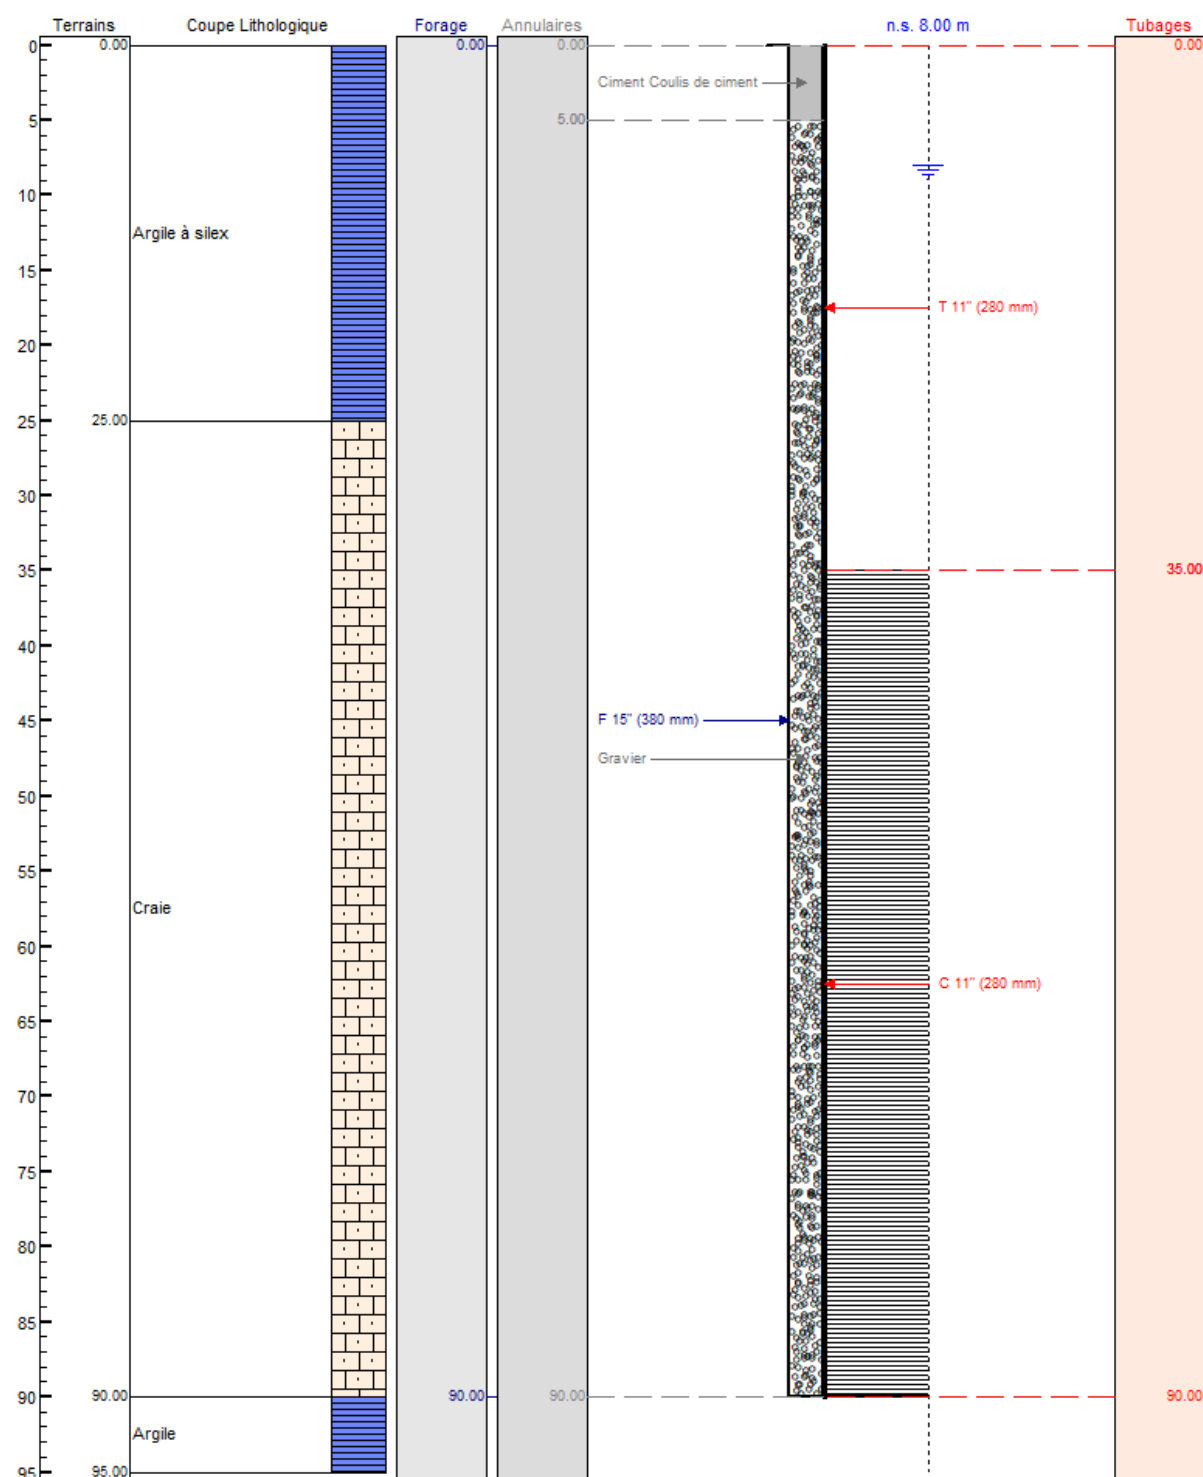 Terrains Coupe Lithologique Forage Annulaires n.s. 8.00 m Tubages
0 0.00 0.00 0.00 0.00
Ciment Coulis de ciment
5 5.00
10
Argile à silex
15
T 11" (280 mm)
20
25 25.00
30
35 35.00
40
45 F 15" (380 mm)
Gravier
50
55
Craie
60
C 11" (280 mm)
65
70
75
80
85
90 90.00 90.00 90.00 90.00
Argile
95 95.00